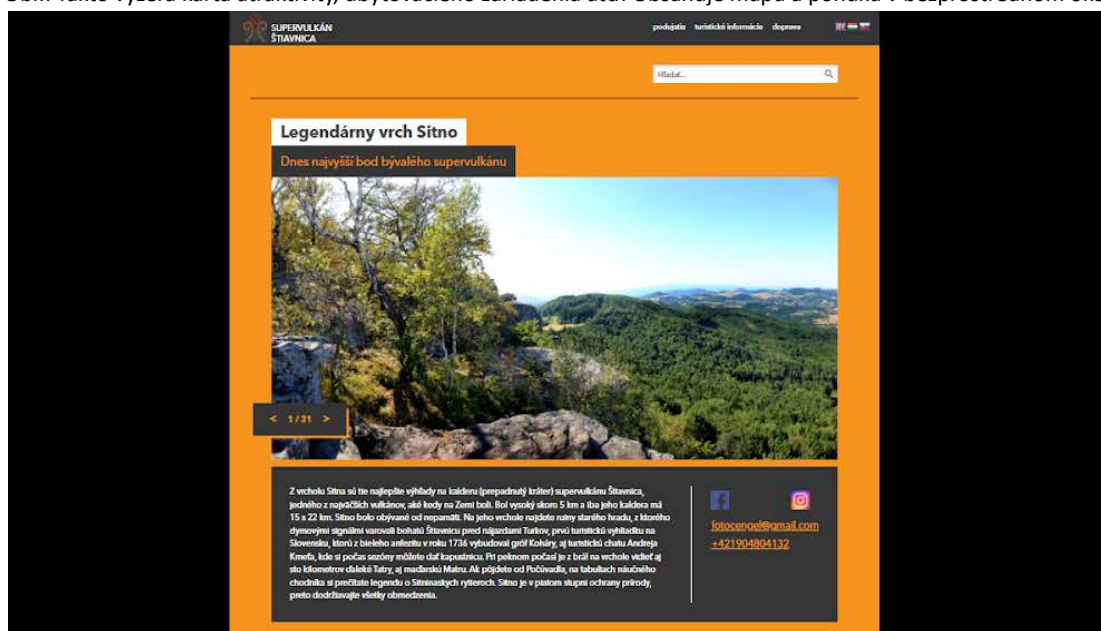 SUPERVULKÁN
ŠTIAVNICA
podujatia turistické informácie doprava
Hľadať...
Legendárny vrch Sitno
Dnes najvyšší bod bývalého supervulkánu
< 1 / 31 >
Z vrcholu Sitna sú tie najlepšie výhľady na kalderu (prepadnutý kráter) supervulkánu Štiavnica,
jedného z najväčších vulkánov, aké kedy na Zemi boli. Bol vysoký skoro 5 km a iba jeho kaldera má
15 x 22 km. Sitno bolo obývané od nepamäti. Na jeho vrchole najdete ruiny starého hradu, z ktorého
dymovými signálmi varovali bohatú Štiavnicu pred nájazdami Turkov, prvú turistickú vyhliadku na
Slovensku, ktorú z bieleho andezitu v roku 1736 vybudoval gróf Koháry, aj turistickú chatu Andreja
Kmeťa, kde si počas sezóny môžete dať kapustnicu. Pri peknom počasí je z brál na vrchole vidieť aj
sto kilometrov ďaleké Tatry, aj maďarskú Matru. Ak pôjdete od Počúvadla, na tabuliach náučného
chodníka si prečítate legendu o Sitnianskych rytieroch. Sitno je v piatom stupni ochrany prírody,
preto dodržiavajte všetky obmedzenia.
fotocengel@gmail.com
+421904804132